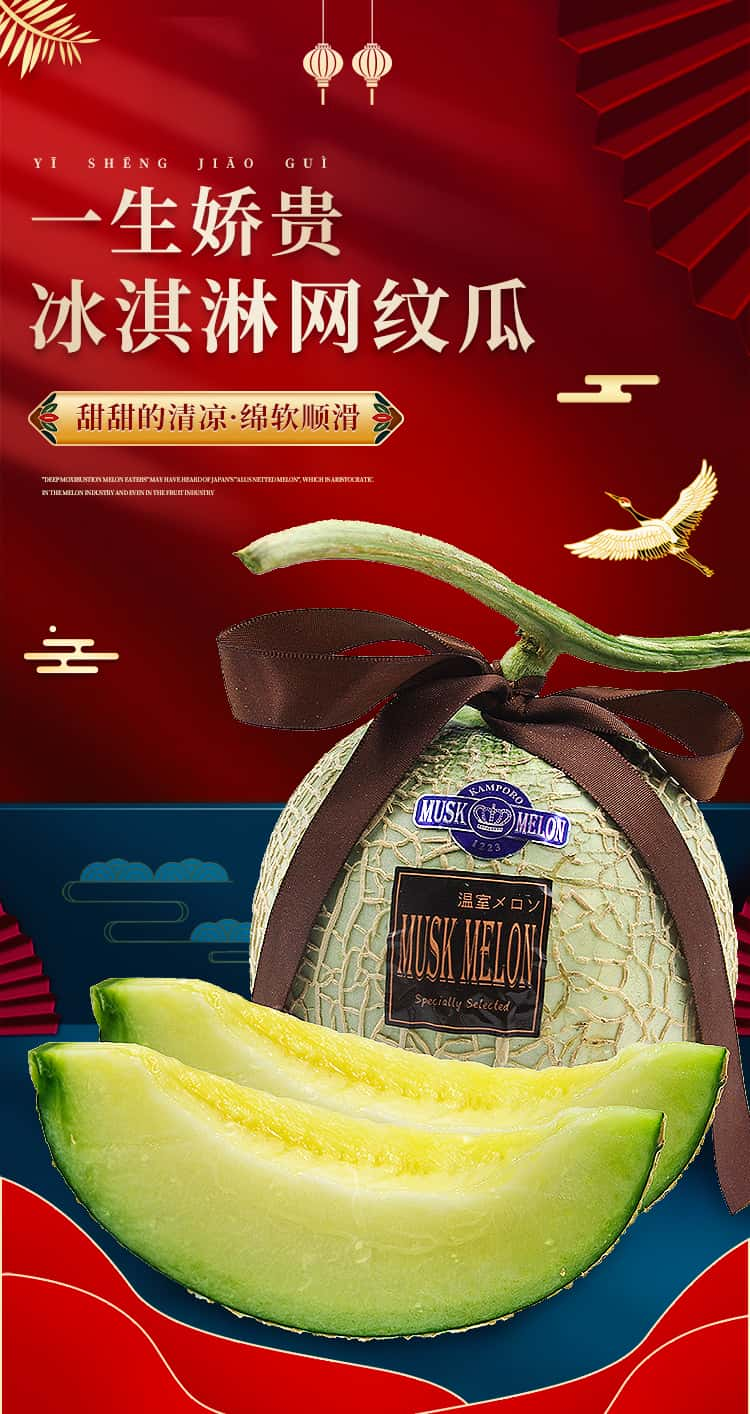 YĪ SHĒNG JIĀO GUÌ
一生娇贵
冰淇淋网纹瓜
甜甜的清凉·绵软顺滑
"DEEP MOXIBUSTION MELON EATERS" MAY HAVE HEARD OF JAPAN'S "ALUS NETTED MELON", WHICH IS ARISTOCRATIC
IN THE MELON INDUSTRY AND EVEN IN THE FRUIT INDUSTRY
KAMPORO
MUSK MELON
1223
温室メロン
MUSK MELON
Specially Selected